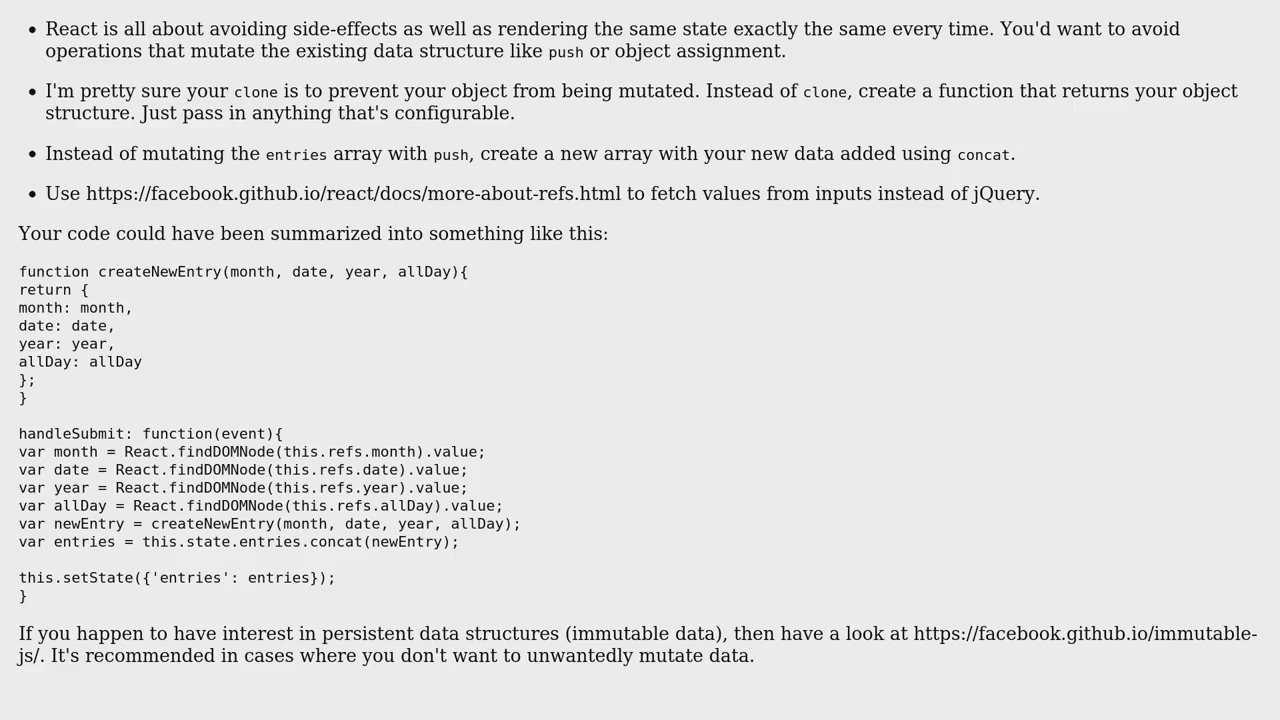 • React is all about avoiding side-effects as well as rendering the same state exactly the same every time. You'd want to avoid
operations that mutate the existing data structure like push or object assignment.
• I'm pretty sure your clone is to prevent your object from being mutated. Instead of clone, create a function that returns your object
structure. Just pass in anything that's configurable.
• Instead of mutating the entries array with push, create a new array with your new data added using concat.
• Use https://facebook.github.io/react/docs/more-about-refs.html to fetch values from inputs instead of jQuery.
Your code could have been summarized into something like this:
function createNewEntry(month, date, year, allDay){
return {
month: month,
date: date,
year: year,
allDay: allDay
};
}
handleSubmit: function(event){
var month = React.findDOMNode(this.refs.month).value;
var date = React.findDOMNode(this.refs.date).value;
var year = React.findDOMNode(this.refs.year).value;
var allDay = React.findDOMNode(this.refs.allDay).value;
var newEntry = createNewEntry(month, date, year, allDay);
var entries = this.state.entries.concat(newEntry);
this.setState({'entries': entries});
}
If you happen to have interest in persistent data structures (immutable data), then have a look at https://facebook.github.io/immutable-
js/. It's recommended in cases where you don't want to unwantedly mutate data.